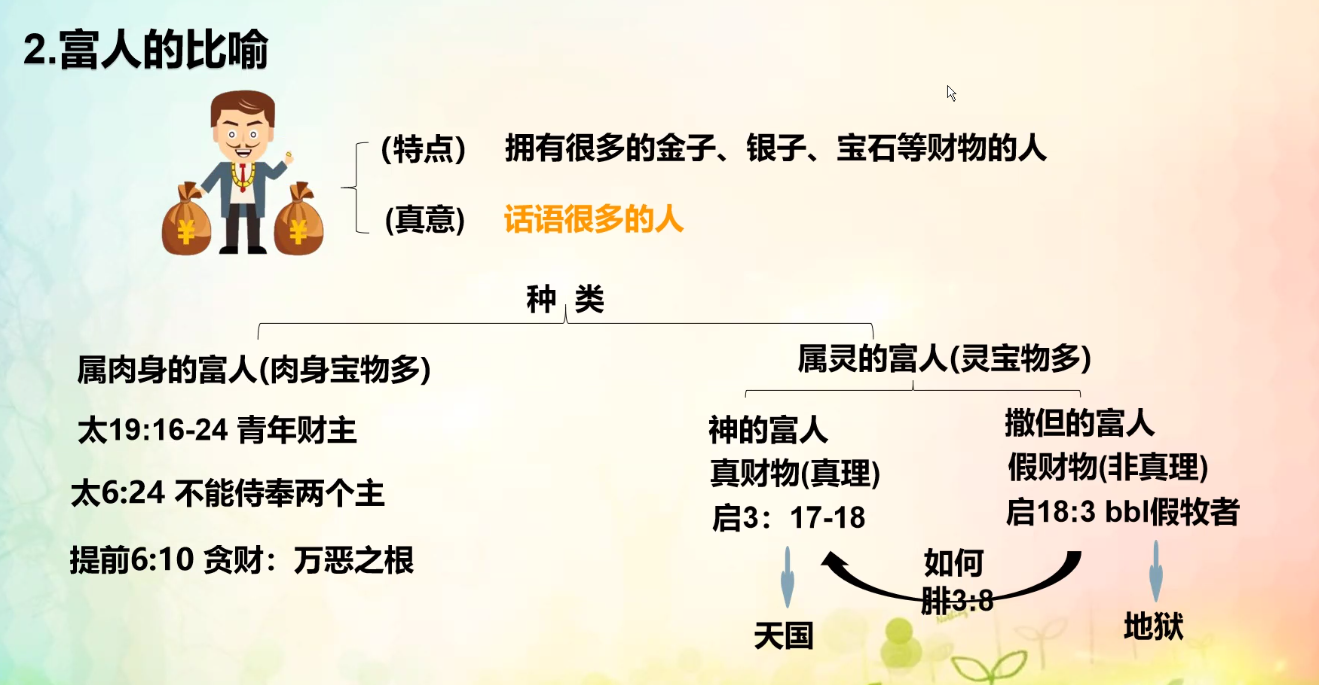 2.富人的比喻
(特点) 拥有很多的金子、银子、宝石等财物的人
(真意) 话语很多的人
¥ ¥
种 类
属肉身的富人(肉身宝物多)
太19:16-24 青年财主
太6:24 不能侍奉两个主
提前6:10 贪财：万恶之根
属灵的富人(灵宝物多)
神的富人
真财物(真理)
启3：17-18
天国
撒但的富人
假财物(非真理)
启18:3 bbl假牧者
地狱
如何
腓3:8